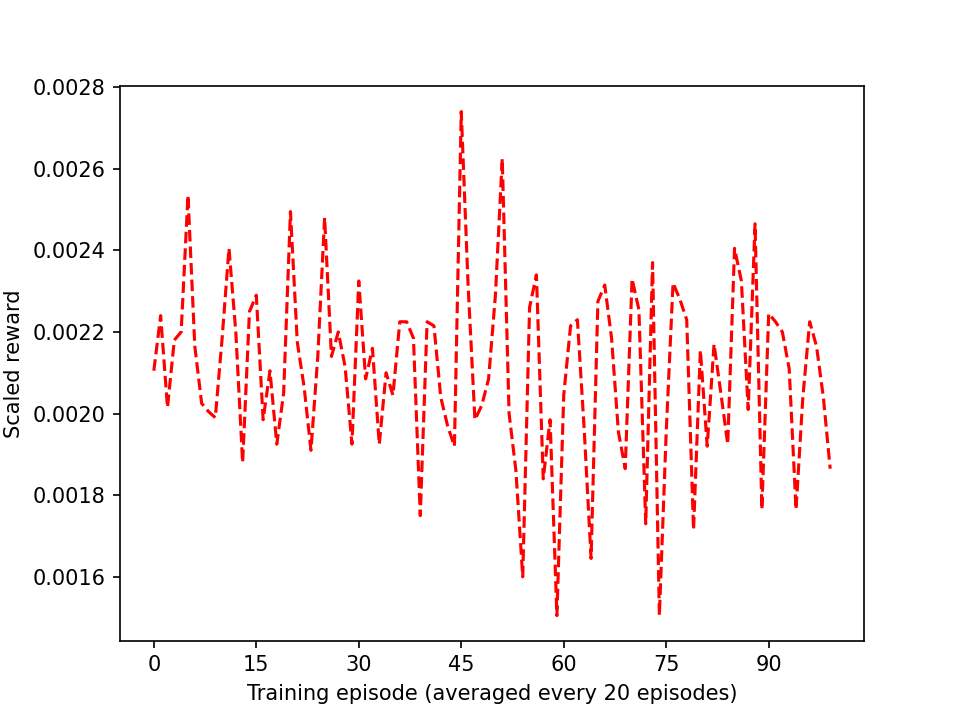 0.0028
0.0026
0.0024
0.0022
0.0020
0.0018
0.0016
Scaled reward
0 15 30 45 60 75 90
Training episode (averaged every 20 episodes)